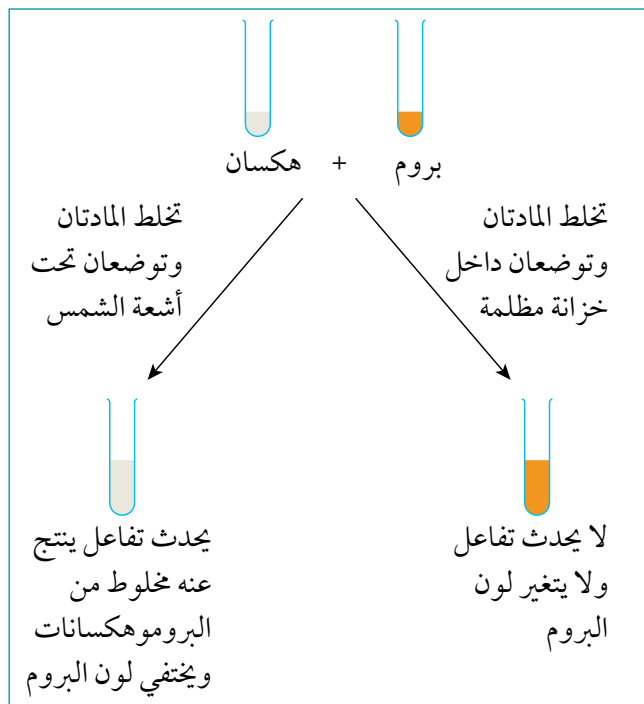 بروم + هكسان
تخلط المادتان
وتوضعان داخل
خزانة مظلمة
تخلط المادتان
وتوضعان تحت
أشعة الشمس
لا يحدث تفاعل
ولا يتغير لون
البروم
يحدث تفاعل ينتج
عنه مخلوط من
البروموهكسانات
ويختفي لون البروم